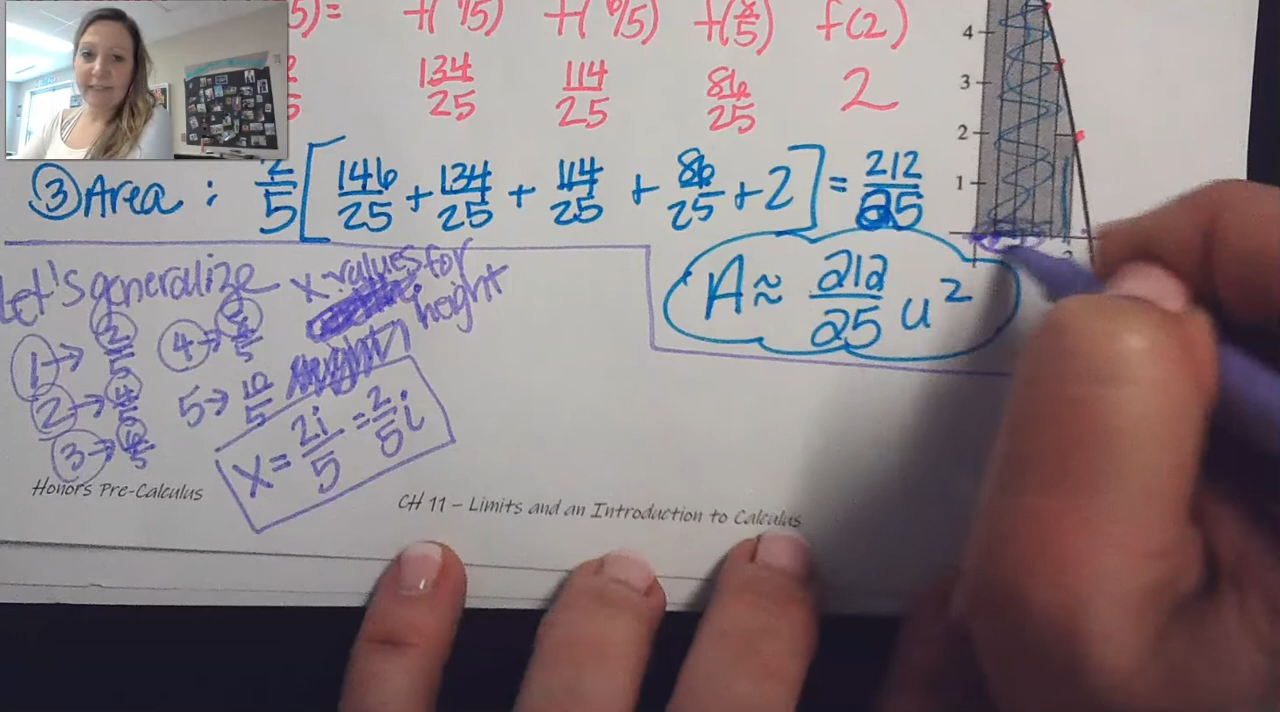 5)= f(4/5) f(6/5) f(8/5) f(2)
134/25 114/25 86/25 2
③ Area : 2/5 [ 146/25 + 134/25 + 114/25 + 86/25 + 2 ] = 212/25
A ≈ 212/25 u²
Let's generalize x values for height
1 → 2/5
2 → 4/5
3 → 6/5
4 → 8/5
5 → 10/5
x = 2i/5 = 2/5 i
4
3
2
1
Honors Pre-Calculus
CH 11 – Limits and an Introduction to Calculus